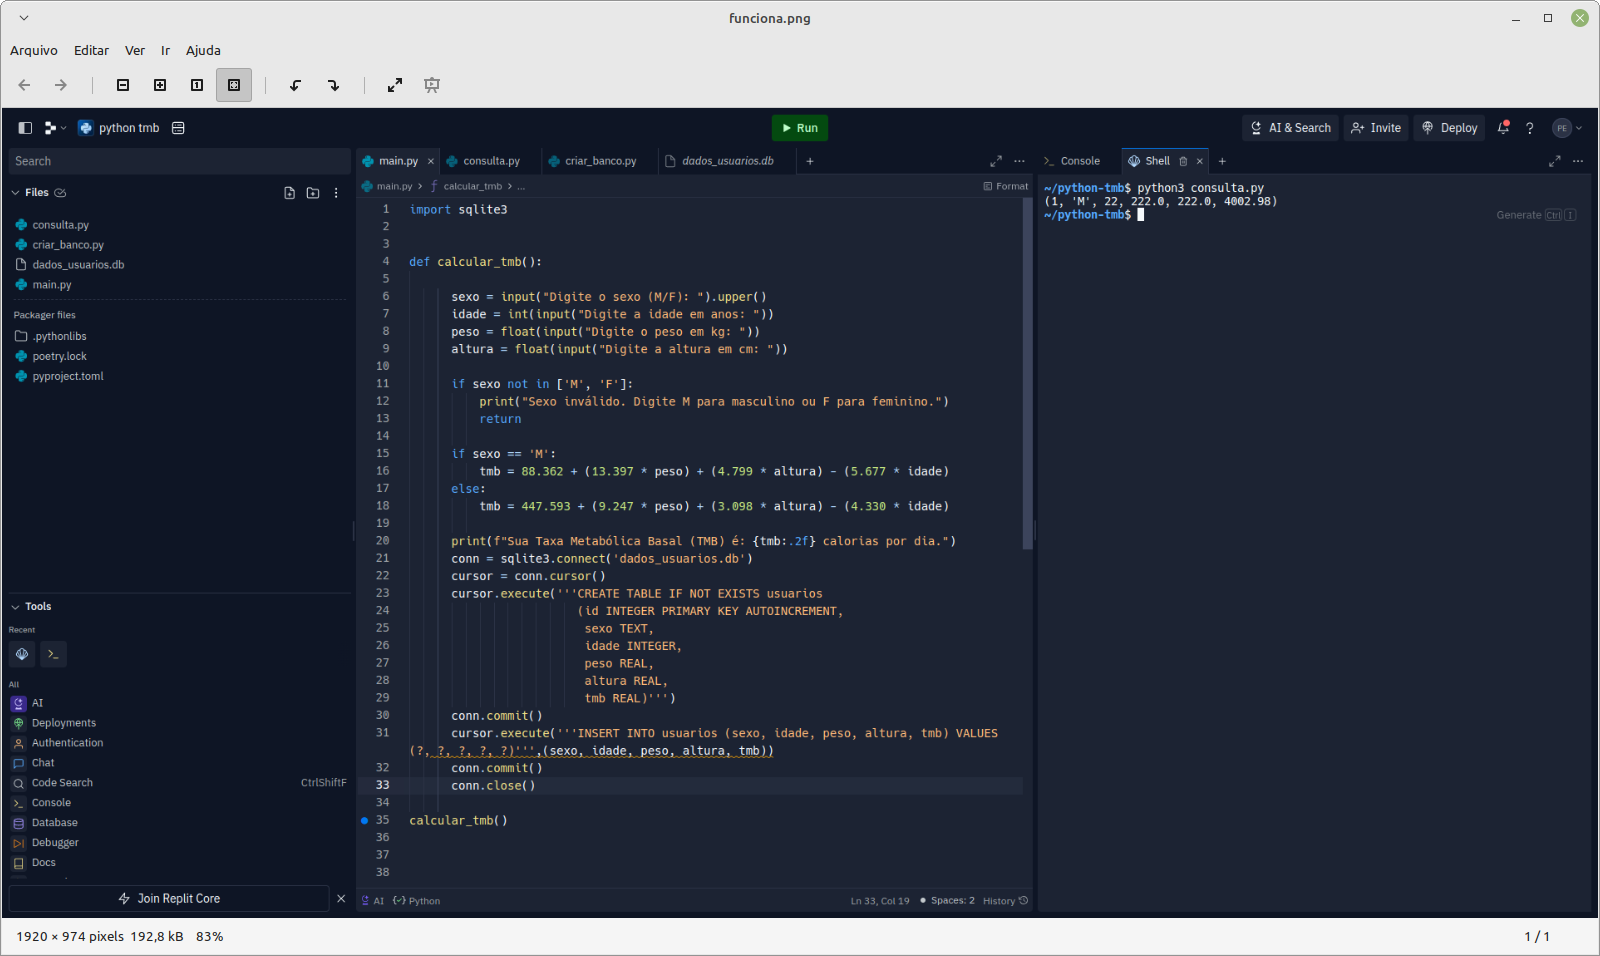 funciona.png
Arquivo Editar Ver Ir Ajuda
python tmb
Run
AI & Search
Invite
Deploy
PE
Search
main.py
consulta.py
criar_banco.py
dados_usuarios.db
Console
Shell
Files
main.py > f calcular_tmb > ...
Format
consulta.py
criar_banco.py
dados_usuarios.db
main.py
Packager files
.pythonlibs
poetry.lock
pyproject.toml
Tools
Recent
All
AI
Deployments
Authentication
Chat
Code Search CtrlShiftF
Console
Database
Debugger
Docs
Join Replit Core
1 import sqlite3
2
3
4 def calcular_tmb():
5
6 sexo = input("Digite o sexo (M/F): ").upper()
7 idade = int(input("Digite a idade em anos: "))
8 peso = float(input("Digite o peso em kg: "))
9 altura = float(input("Digite a altura em cm: "))
10
11 if sexo not in ['M', 'F']:
12 print("Sexo inválido. Digite M para masculino ou F para feminino.")
13 return
14
15 if sexo == 'M':
16 tmb = 88.362 + (13.397 * peso) + (4.799 * altura) - (5.677 * idade)
17 else:
18 tmb = 447.593 + (9.247 * peso) + (3.098 * altura) - (4.330 * idade)
19
20 print(f"Sua Taxa Metabólica Basal (TMB) é: {tmb:.2f} calorias por dia.")
21 conn = sqlite3.connect('dados_usuarios.db')
22 cursor = conn.cursor()
23 cursor.execute('''CREATE TABLE IF NOT EXISTS usuarios
24 (id INTEGER PRIMARY KEY AUTOINCREMENT,
25 sexo TEXT,
26 idade INTEGER,
27 peso REAL,
28 altura REAL,
29 tmb REAL)''')
30 conn.commit()
31 cursor.execute('''INSERT INTO usuarios (sexo, idade, peso, altura, tmb) VALUES
(?, ?, ?, ?, ?)''',(sexo, idade, peso, altura, tmb))
32 conn.commit()
33 conn.close()
34
35 calcular_tmb()
36
37
38
AI Python
Ln 33, Col 19 Spaces: 2 History
~/python-tmb$ python3 consulta.py
(1, 'M', 22, 222.0, 222.0, 4002.98)
~/python-tmb$
Generate Ctrl I
1920 × 974 pixels 192,8 kB 83%
1 / 1